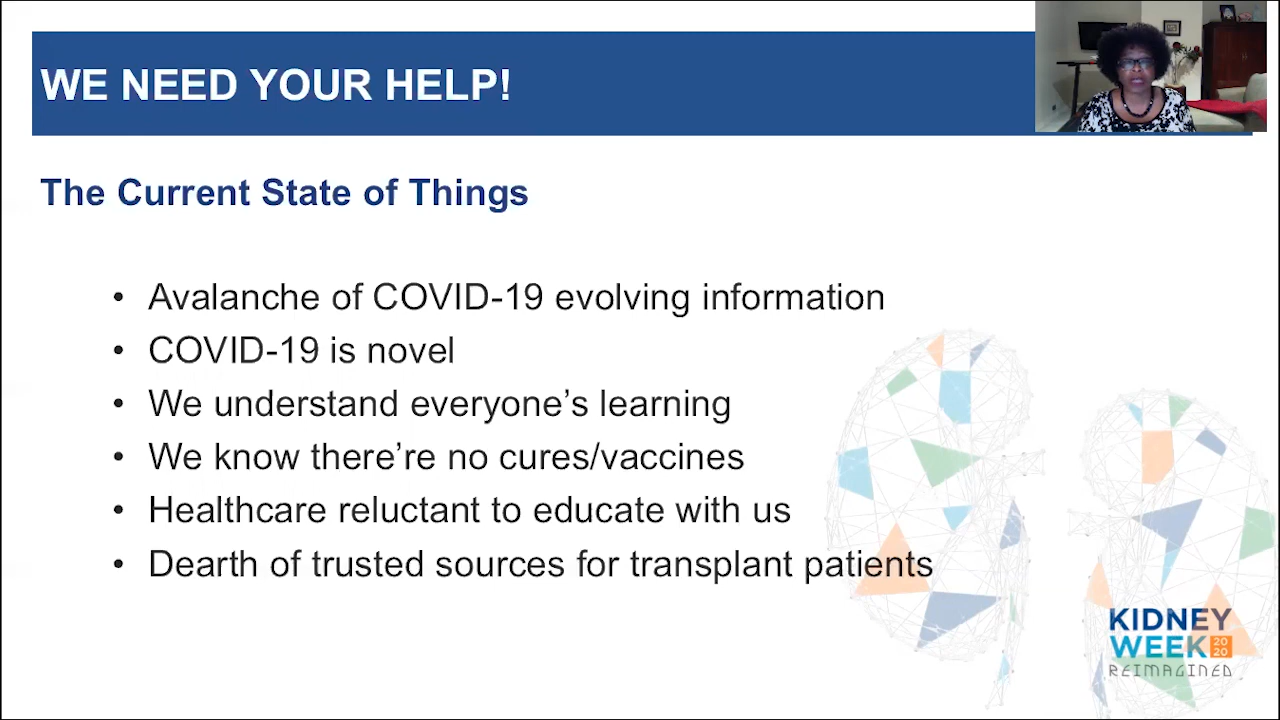 WE NEED YOUR HELP!
The Current State of Things
• Avalanche of COVID-19 evolving information
• COVID-19 is novel
• We understand everyone’s learning
• We know there’re no cures/vaccines
• Healthcare reluctant to educate with us
• Dearth of trusted sources for transplant patients
KIDNEY
WEEK 20
20
REIMAGINED